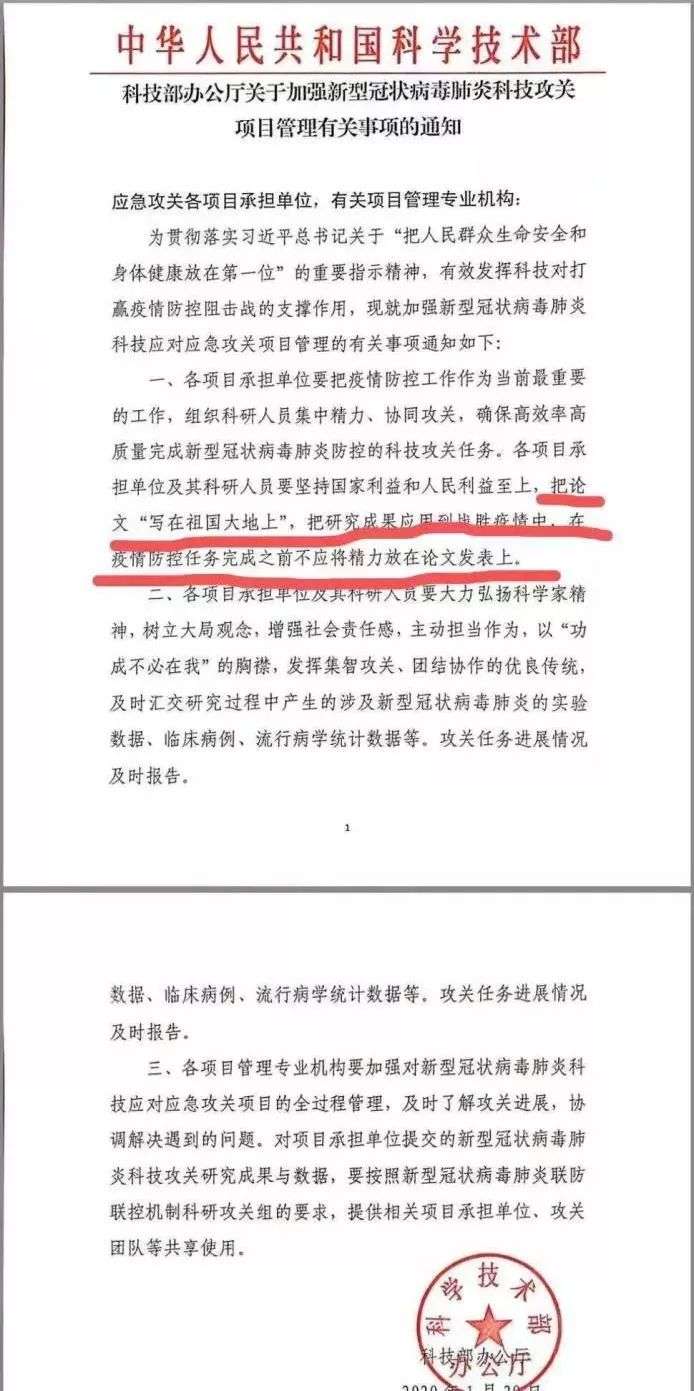 中华人民共和国科学技术部
科技部办公厅关于加强新型冠状病毒肺炎科技攻关
项目管理有关事项的通知
应急攻关各项目承担单位，有关项目管理专业机构：
为贯彻落实习近平总书记关于“把人民群众生命安全和
身体健康放在第一位”的重要指示精神，有效发挥科技对打
赢疫情防控阻击战的支撑作用，现就加强新型冠状病毒肺炎
科技应对应急攻关项目管理的有关事项通知如下：
一、各项目承担单位要把疫情防控工作作为当前最重要
的工作，组织科研人员集中精力、协同攻关，确保高效率高
质量完成新型冠状病毒肺炎防控的科技攻关任务。各项目承
担单位及其科研人员要坚持国家利益和人民利益至上，把论
文“写在祖国大地上”，把研究成果应用到战胜疫情中，在
疫情防控任务完成之前不应将精力放在论文发表上。
二、各项目承担单位及其科研人员要大力弘扬科学家精
神，树立大局观念，增强社会责任感，主动担当作为，以“功
成不必在我”的胸襟，发挥集智攻关、团结协作的优良传统，
及时汇交研究过程中产生的涉及新型冠状病毒肺炎的实验
数据、临床病例、流行病学统计数据等。攻关任务进展情况
及时报告。
1
数据、临床病例、流行病学统计数据等。攻关任务进展情况
及时报告。
三、各项目管理专业机构要加强对新型冠状病毒肺炎科
技应对应急攻关项目的全过程管理，及时了解攻关进展，协
调解决遇到的问题。对项目承担单位提交的新型冠状病毒肺
炎科技攻关研究成果与数据，要按照新型冠状病毒肺炎联防
联控机制科研攻关组的要求，提供相关项目承担单位、攻关
团队等共享使用。
科学技术部
科技部办公厅
办公厅
2020年1月29日